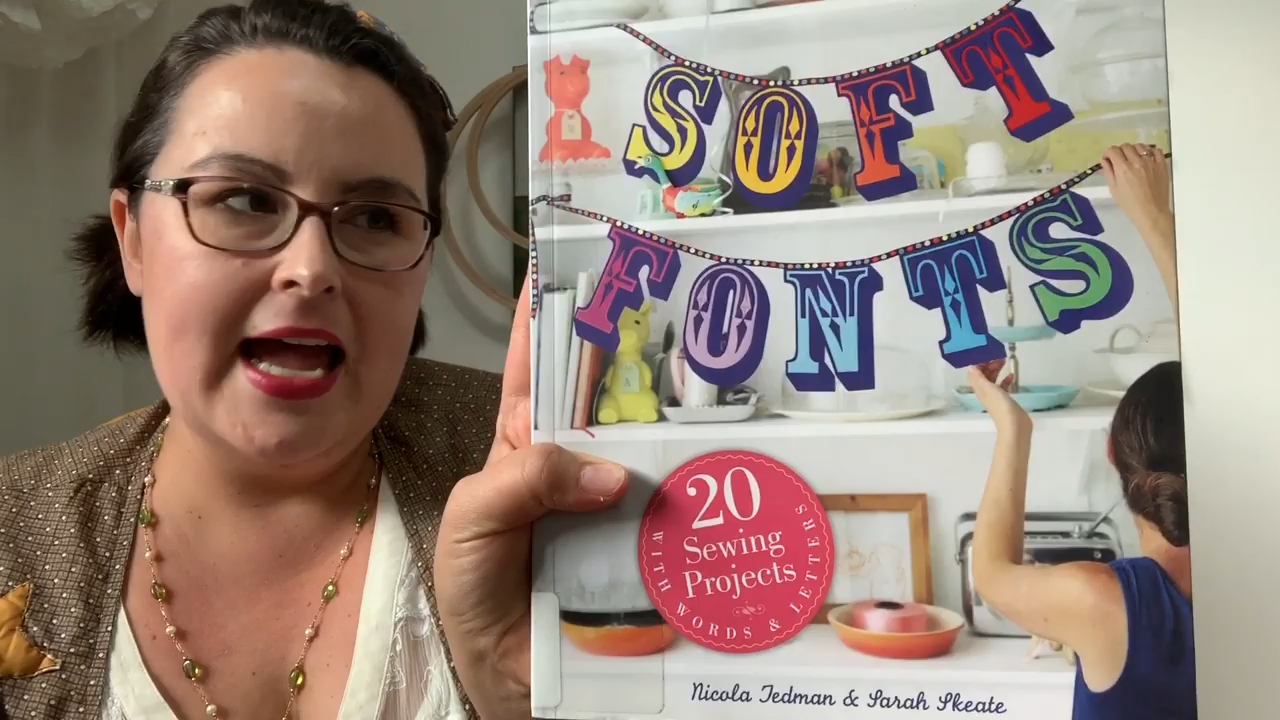 SOFT
FONTS
20
Sewing
Projects
WITH WORDS & LETTERS
Nicola Tedman & Sarah Skeate